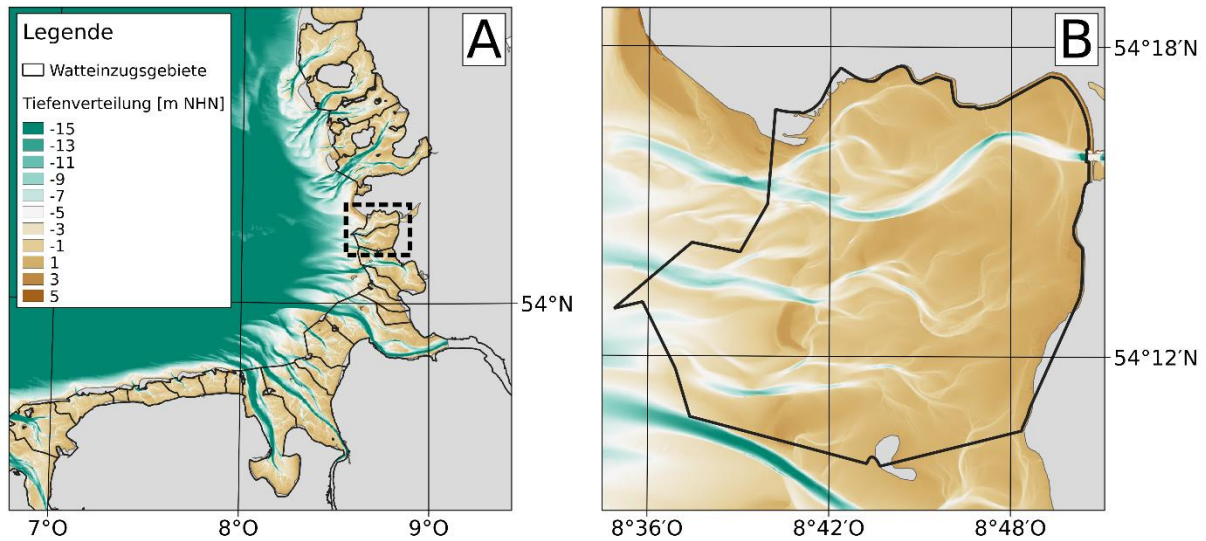 Legende
Watteinzugsgebiete
Tiefenverteilung [m NHN]
-15
-13
-11
-9
-7
-5
-3
-1
1
3
5
A
54°N
7°O
8°O
9°O
B
54°18′N
54°12′N
8°36′O
8°42′O
8°48′O